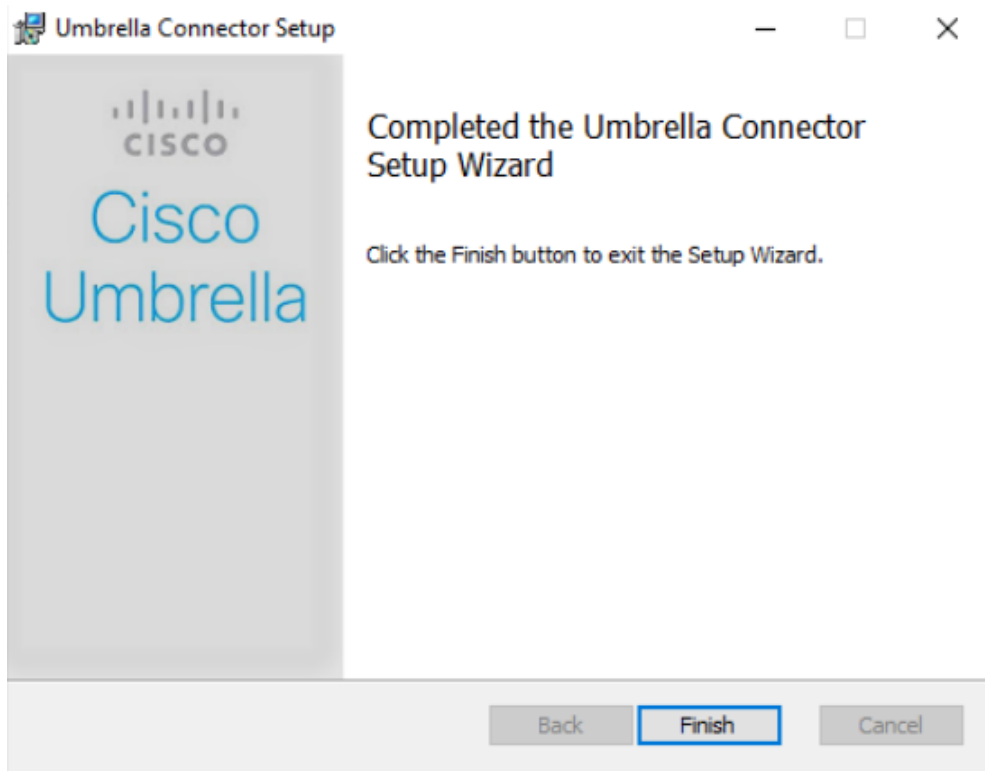 Umbrella Connector Setup
CISCO
Cisco
Umbrella
Completed the Umbrella Connector
Setup Wizard
Click the Finish button to exit the Setup Wizard.
Back
Finish
Cancel